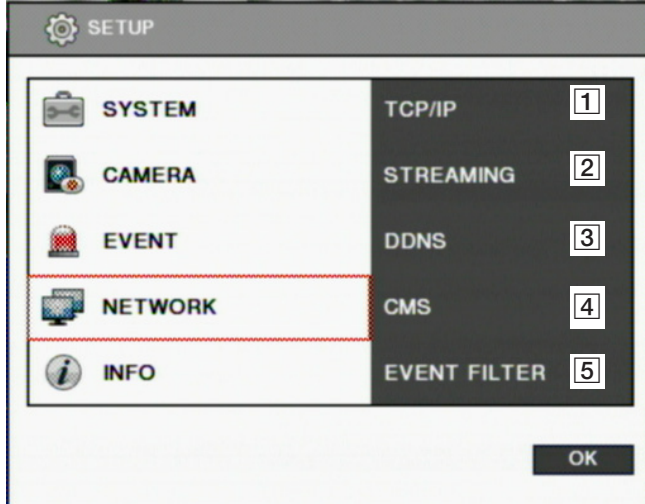 SETUP
SYSTEM TCP/IP 1
CAMERA STREAMING 2
EVENT DDNS 3
NETWORK CMS 4
INFO EVENT FILTER 5
OK